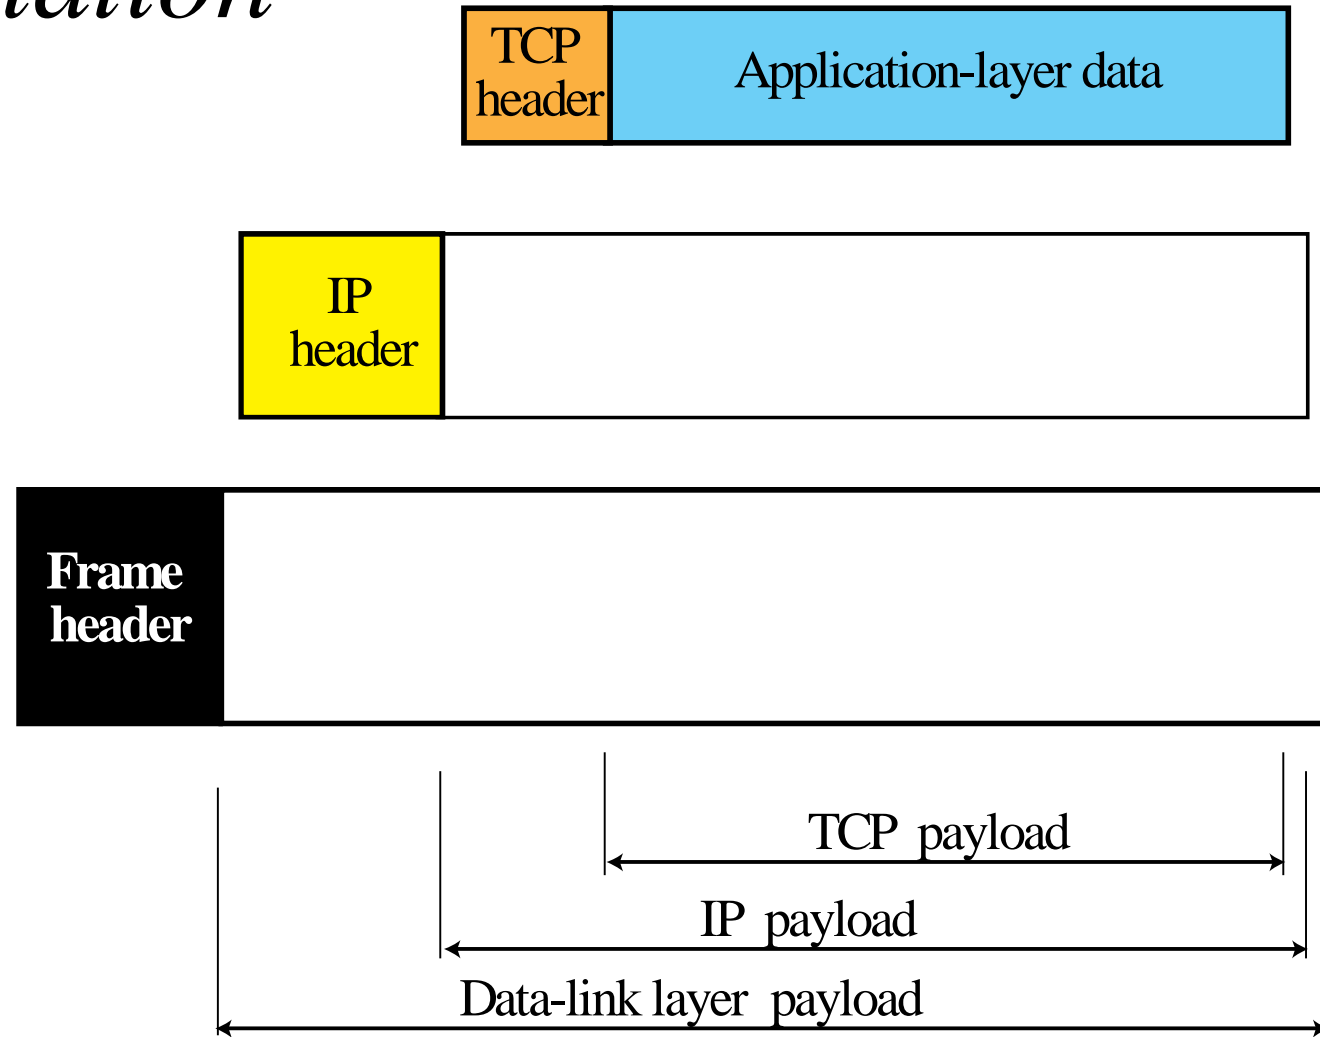 TCP
header
Application-layer data
IP
header
Frame
header
TCP payload
IP payload
Data-link layer payload